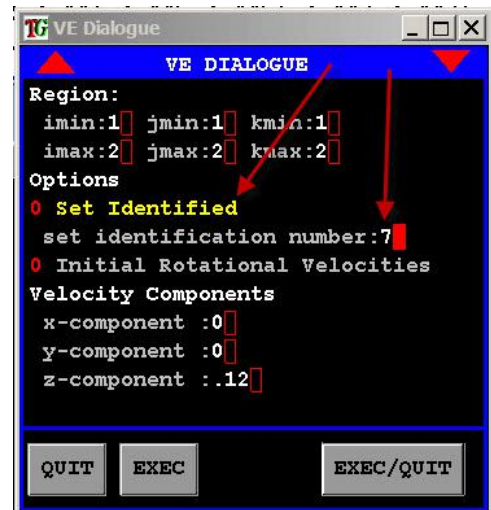 TG VE Dialogue
VE DIALOGUE
Region:
imin:1 jmin:1 kmin:1
imax:2 jmax:2 kmax:2
Options
0 Set Identified
set identification number:7
0 Initial Rotational Velocities
Velocity Components
x-component :0
y-component :0
z-component :.12
QUIT EXEC EXEC/QUIT